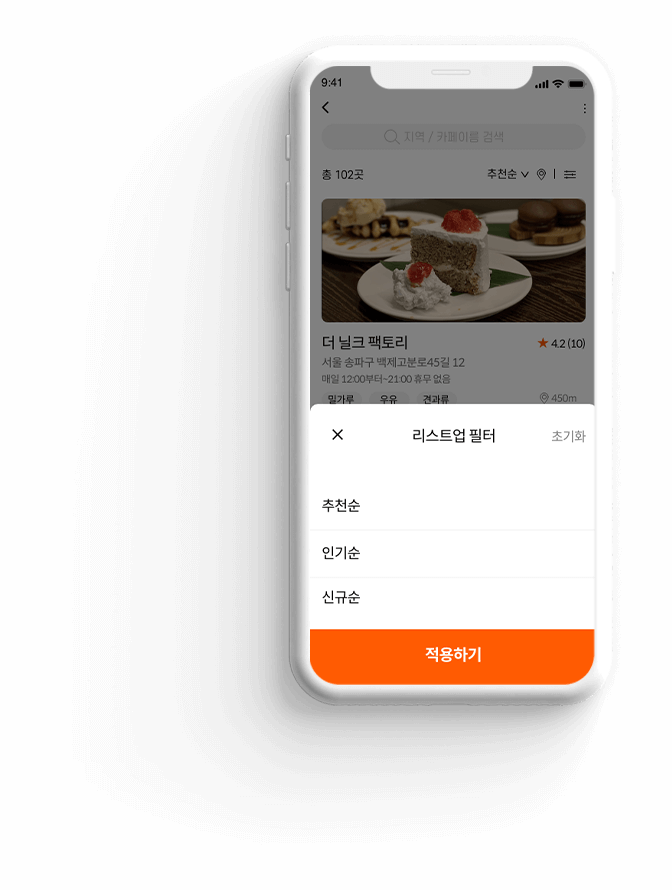 9:41
지역 / 카페이름 검색
총 102곳 추천순
더 닐크 팩토리 4.2 (10)
서울 송파구 백제고분로45길 12
매일 12:00부터~21:00 휴무 없음
밀가루 우유 견과류 450m
리스트업 필터 초기화
추천순
인기순
신규순
적용하기